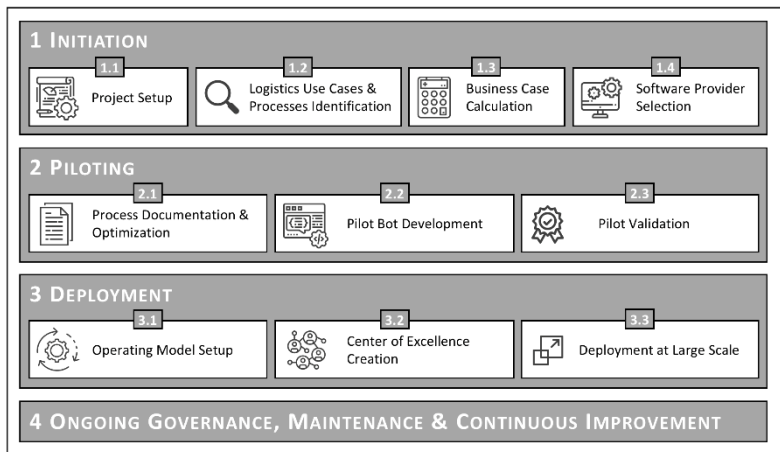 1 INITIATION
1.1
Project Setup
1.2
Logistics Use Cases &
Processes Identification
1.3
Business Case
Calculation
1.4
Software Provider
Selection
2 PILOTING
2.1
Process Documentation &
Optimization
2.2
Pilot Bot Development
2.3
Pilot Validation
3 DEPLOYMENT
3.1
Operating Model Setup
3.2
Center of Excellence
Creation
3.3
Deployment at Large Scale
4 ONGOING GOVERNANCE, MAINTENANCE & CONTINUOUS IMPROVEMENT